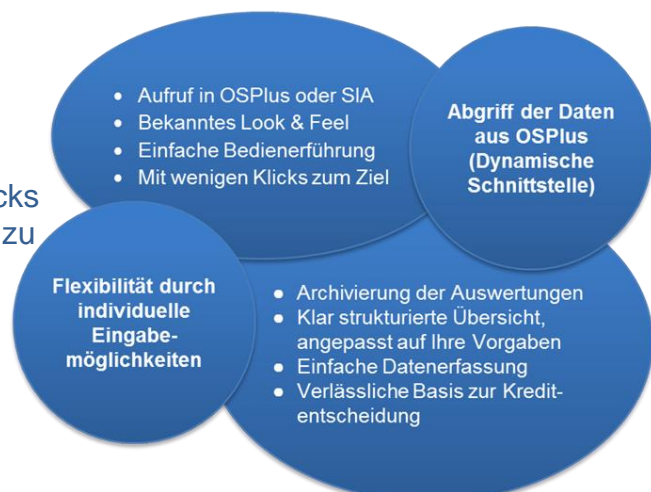 Aufruf in OSPlus oder SIA
Bekanntes Look & Feel
Einfache Bedienerführung
Mit wenigen Klicks zum Ziel
Abgriff der Daten
aus OSPlus
(Dynamische
Schnittstelle)
zu
Flexibilität durch
individuelle
Eingabe-
möglichkeiten
Archivierung der Auswertungen
Klar strukturierte Übersicht,
angepasst auf Ihre Vorgaben
Einfache Datenerfassung
Verlässliche Basis zur Kredit-
entscheidung